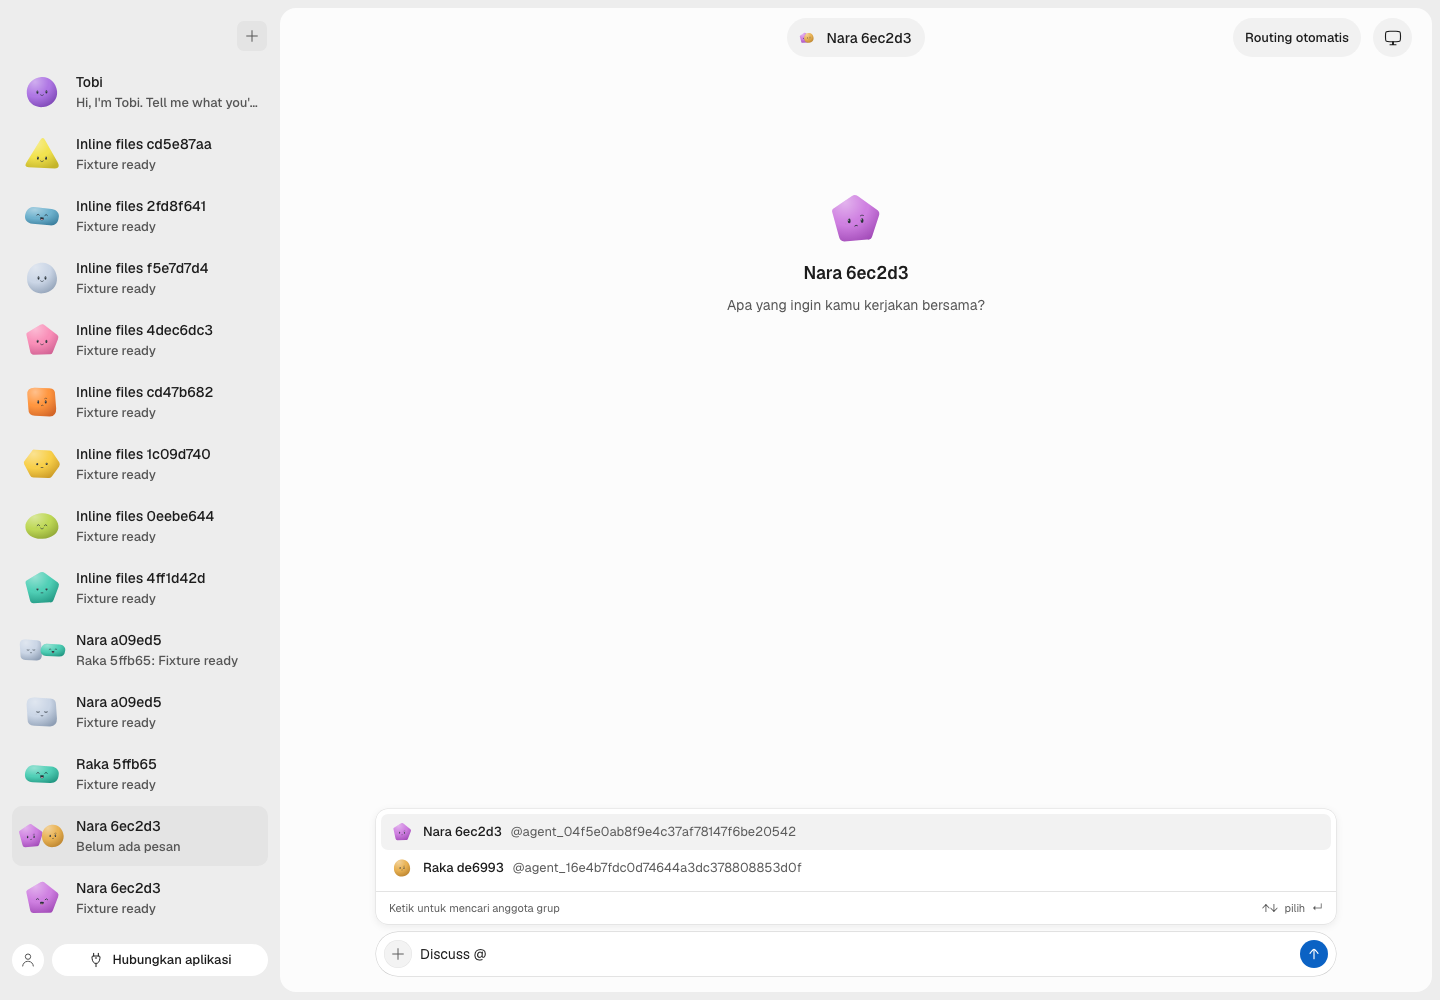 Tobi
Hi, I'm Tobi. Tell me what you'...
Inline files cd5e87aa
Fixture ready
Inline files 2fd8f641
Fixture ready
Inline files f5e7d7d4
Fixture ready
Inline files 4dec6dc3
Fixture ready
Inline files cd47b682
Fixture ready
Inline files 1c09d740
Fixture ready
Inline files 0eebe644
Fixture ready
Inline files 4ff1d42d
Fixture ready
Nara a09ed5
Raka 5ffb65: Fixture ready
Nara a09ed5
Fixture ready
Raka 5ffb65
Fixture ready
Nara 6ec2d3
Belum ada pesan
Nara 6ec2d3
Fixture ready
Hubungkan aplikasi
Nara 6ec2d3
Routing otomatis
Nara 6ec2d3
Apa yang ingin kamu kerjakan bersama?
Nara 6ec2d3 @agent_04f5e0ab8f9e4c37af78147f6be20542
Raka de6993 @agent_16e4b7fdc0d74644a3dc378808853d0f
Ketik untuk mencari anggota grup
↑↓ pilih ↵
Discuss @